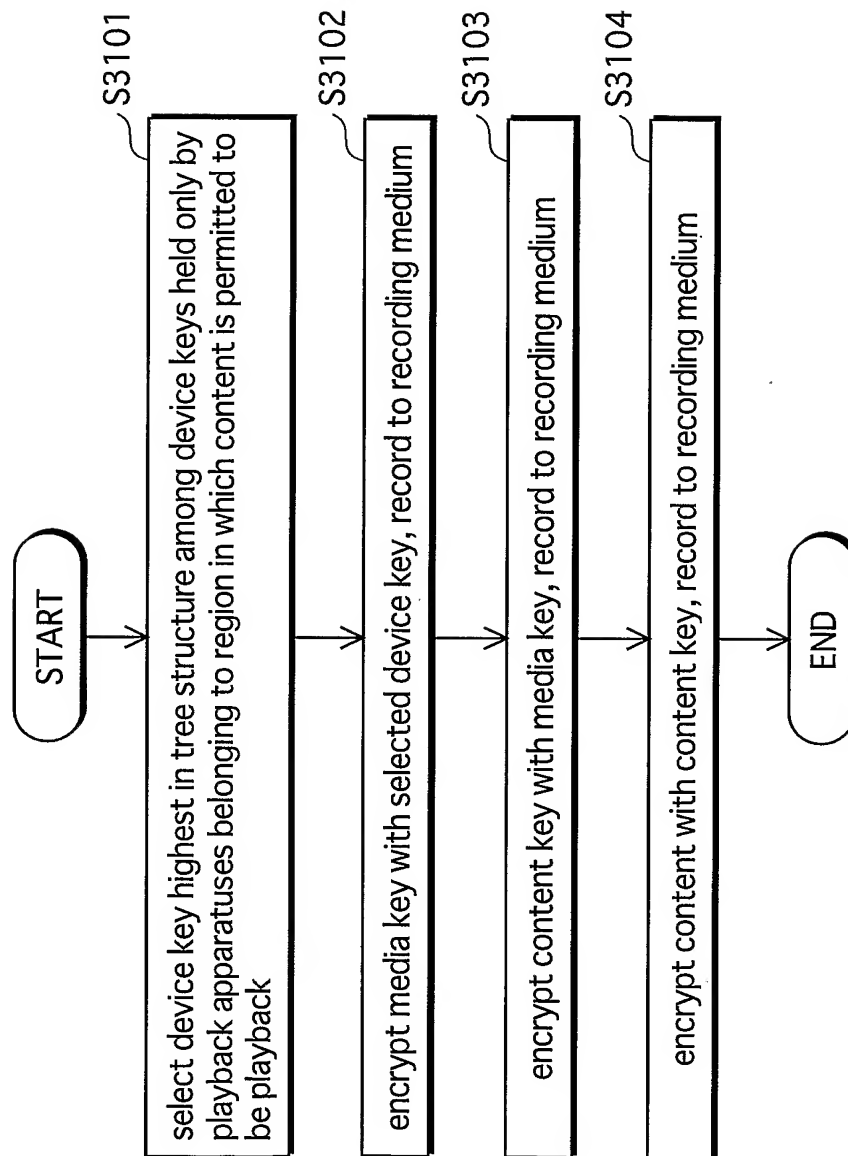 START
S3101
select device key highest in tree structure among device keys held only by
playback apparatuses belonging to region in which content is permitted to
be playback
S3102
encrypt media key with selected device key, record to recording medium
S3103
encrypt content key with media key, record to recording medium
S3104
encrypt content with content key, record to recording medium
END